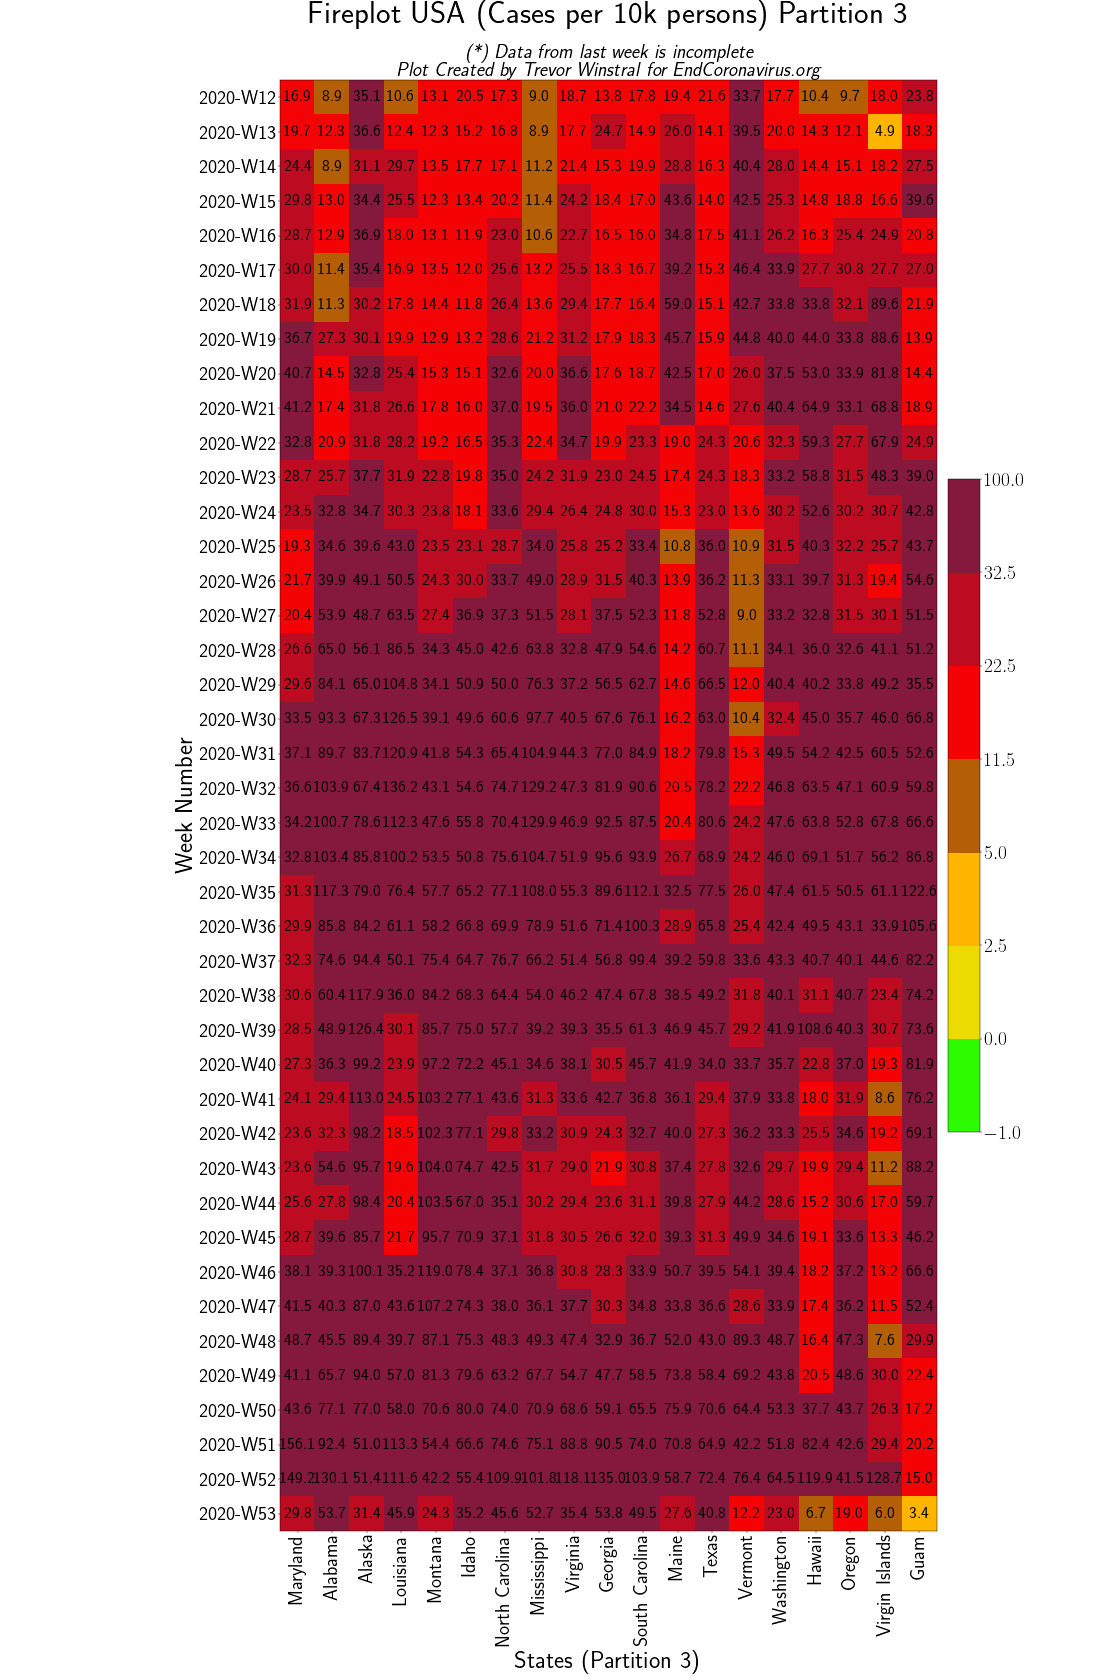 Fireplot USA (Cases per 10k persons) Partition 3
(*) Data from last week is incomplete
Plot Created by Trevor Winstral for EndCoronavirus.org
2020-W12 16.9 8.9 35.1 10.6 13.1 20.5 17.3 9.0 18.7 13.8 17.8 19.4 21.6 33.7 17.7 10.4 9.7 18.0 23.8
2020-W13 19.7 12.3 36.6 12.4 12.3 15.2 16.8 8.9 17.7 24.7 14.9 26.0 14.1 39.5 20.0 14.3 12.1 4.9 18.3
2020-W14 24.4 8.9 31.1 29.7 13.5 17.7 17.1 11.2 21.4 15.3 19.9 28.8 16.3 40.4 28.0 14.4 15.1 18.2 27.5
2020-W15 29.8 13.0 34.4 25.5 12.3 13.4 20.2 11.4 24.2 18.4 17.0 43.6 14.0 42.5 25.3 14.8 18.8 16.6 39.6
2020-W16 28.7 12.9 36.9 18.0 13.1 11.9 23.0 10.6 22.7 16.5 16.0 34.8 17.5 41.1 26.2 16.3 25.4 24.9 20.8
2020-W17 30.0 11.4 35.4 16.9 13.5 12.0 25.6 13.2 25.5 18.3 16.7 39.2 15.3 46.4 33.9 27.7 30.8 27.7 27.0
2020-W18 31.9 11.3 30.2 17.8 14.4 11.8 26.4 13.6 29.4 17.7 16.4 59.0 15.1 42.7 33.8 33.8 32.1 89.6 21.9
2020-W19 36.7 27.3 30.1 19.9 12.9 13.2 28.6 21.2 31.2 17.9 18.3 45.7 15.9 44.8 40.0 44.0 33.8 88.6 13.9
2020-W20 40.7 14.5 32.8 25.4 15.3 15.1 32.6 20.0 36.6 17.6 18.7 42.5 17.0 26.0 37.5 53.0 33.9 81.8 14.4
2020-W21 41.2 17.4 31.8 26.6 17.8 16.0 37.0 19.5 36.0 21.0 22.2 34.5 14.6 27.6 40.4 64.9 33.1 68.8 18.9
2020-W22 32.8 20.9 31.8 28.2 19.2 16.5 35.3 22.4 34.7 19.9 23.3 19.0 24.3 20.6 32.3 59.3 27.7 67.9 24.9
2020-W23 28.7 25.7 37.7 31.9 22.8 19.8 35.0 24.2 31.9 23.0 24.5 17.4 24.3 18.3 33.2 58.8 31.5 48.3 39.0
2020-W24 23.5 32.8 34.7 30.3 23.8 18.1 33.6 29.4 26.4 24.8 30.0 15.3 23.0 13.6 30.2 52.6 30.2 30.7 42.8
2020-W25 19.3 34.6 39.6 43.0 23.5 23.1 28.7 34.0 25.8 25.2 33.4 10.8 36.0 10.9 31.5 40.3 32.2 25.7 43.7
2020-W26 21.7 39.9 49.1 50.5 24.3 30.0 33.7 49.0 28.9 31.5 40.3 13.9 36.2 11.3 33.1 39.7 31.3 19.4 54.6
2020-W27 20.4 53.9 48.7 63.5 27.4 36.9 37.3 51.5 28.1 37.5 52.3 11.8 52.8 9.0 33.2 32.8 31.5 30.1 51.5
2020-W28 26.6 65.0 56.1 86.5 34.3 45.0 42.6 63.8 32.8 47.9 54.6 14.2 60.7 11.1 34.1 36.0 32.6 41.1 51.2
2020-W29 29.6 84.1 65.0 104.8 34.1 50.9 50.0 76.3 37.2 56.5 62.7 14.6 66.5 12.0 40.4 40.2 33.8 49.2 35.5
2020-W30 33.5 93.3 67.3 126.5 39.1 49.6 60.6 97.7 40.5 67.6 76.1 16.2 63.0 10.4 32.4 45.0 35.7 46.0 66.8
2020-W31 37.1 89.7 83.7 120.9 41.8 54.3 65.4 104.9 44.3 77.0 84.9 18.2 79.8 15.3 49.5 54.2 42.5 60.5 52.6
2020-W32 36.6 103.9 67.4 136.2 43.1 54.6 74.7 129.2 47.3 81.9 90.6 20.5 78.2 22.2 46.8 63.5 47.1 60.9 59.8
2020-W33 34.2 100.7 78.6 112.3 47.6 55.8 70.4 129.9 46.9 92.5 87.5 20.4 80.6 24.2 47.6 63.8 52.8 67.8 66.6
2020-W34 32.8 103.4 85.8 100.2 53.5 50.8 75.6 104.7 51.9 95.6 93.9 26.7 68.9 24.2 46.0 69.1 51.7 56.2 86.8
2020-W35 31.3 117.3 79.0 76.4 57.7 65.2 77.1 108.0 55.3 89.6 112.1 32.5 77.5 26.0 47.4 61.5 50.5 61.1 122.6
2020-W36 29.9 85.8 84.2 61.1 58.2 66.8 69.9 78.9 51.6 71.4 100.3 28.9 65.8 25.4 42.4 49.5 43.1 33.9 105.6
2020-W37 32.3 74.6 94.4 50.1 75.4 64.7 76.7 66.2 51.4 56.8 99.4 39.2 59.8 33.6 43.3 40.7 40.1 44.6 82.2
2020-W38 30.6 60.4 117.9 36.0 84.2 68.3 64.4 54.0 46.2 47.4 67.8 38.5 49.2 31.8 40.1 31.1 40.7 23.4 74.2
2020-W39 28.5 48.9 126.4 30.1 85.7 75.0 57.7 39.2 39.3 35.5 61.3 46.9 45.7 29.2 41.9 108.6 40.3 30.7 73.6
2020-W40 27.3 36.3 99.2 23.9 97.2 72.2 45.1 34.6 38.1 30.5 45.7 41.9 34.0 33.7 35.7 22.8 37.0 19.3 81.9
2020-W41 24.1 29.4 113.0 24.5 103.2 77.1 43.6 31.3 33.6 42.7 36.8 36.1 29.4 37.9 33.8 18.0 31.9 8.6 76.2
2020-W42 23.6 32.3 98.2 18.5 102.3 77.1 29.8 33.2 30.9 24.3 32.7 40.0 27.3 36.2 33.3 25.5 34.6 19.2 69.1
2020-W43 23.6 54.6 95.7 19.6 104.0 74.7 42.5 31.7 29.0 21.9 30.8 37.4 27.8 32.6 29.7 19.9 29.4 11.2 88.2
2020-W44 25.6 27.8 98.4 20.4 103.5 67.0 35.1 30.2 29.4 23.6 31.1 39.8 27.9 44.2 28.6 15.2 30.6 17.0 59.7
2020-W45 28.7 39.6 85.7 21.7 95.7 70.9 37.1 31.8 30.5 26.6 32.0 39.3 31.3 49.9 34.6 19.1 33.6 13.3 46.2
2020-W46 38.1 39.3 100.1 35.2 119.0 78.4 37.1 36.8 30.8 28.3 33.9 50.7 39.5 54.1 39.4 18.2 37.2 13.2 66.6
2020-W47 41.5 40.3 87.0 43.6 107.2 74.3 38.0 36.1 37.7 30.3 34.8 33.8 36.6 28.6 33.9 17.4 36.2 11.5 52.4
2020-W48 48.7 45.5 89.4 39.7 87.1 75.3 48.3 49.3 47.4 32.9 36.7 52.0 43.0 89.3 48.7 16.4 47.3 7.6 29.9
2020-W49 41.1 65.7 94.0 57.0 81.3 79.6 63.2 67.7 54.7 47.7 58.5 73.8 58.4 69.2 43.8 20.5 48.6 30.0 22.4
2020-W50 43.6 77.1 77.0 58.0 70.6 80.0 74.0 70.9 68.6 59.1 65.5 75.9 70.6 64.4 53.3 37.7 43.7 26.3 17.2
2020-W51 156.1 92.4 51.0 113.3 54.4 66.6 74.6 75.1 88.8 90.5 74.0 70.8 64.9 42.2 51.8 82.4 42.6 29.4 20.2
2020-W52 149.2 130.1 51.4 111.6 42.2 55.4 109.9 101.8 118.1 135.0 103.9 58.7 72.4 76.4 64.5 119.9 41.5 128.7 15.0
2020-W53 29.8 53.7 31.4 45.9 24.3 35.2 45.6 52.7 35.4 53.8 49.5 27.6 40.8 12.2 23.0 6.7 19.0 6.0 3.4
Week Number
Maryland Alabama Alaska Louisiana Montana Idaho North Carolina Mississippi Virginia Georgia South Carolina Maine Texas Vermont Washington Hawaii Oregon Virgin Islands Guam
States (Partition 3)
100.0
32.5
22.5
11.5
5.0
2.5
0.0
−1.0